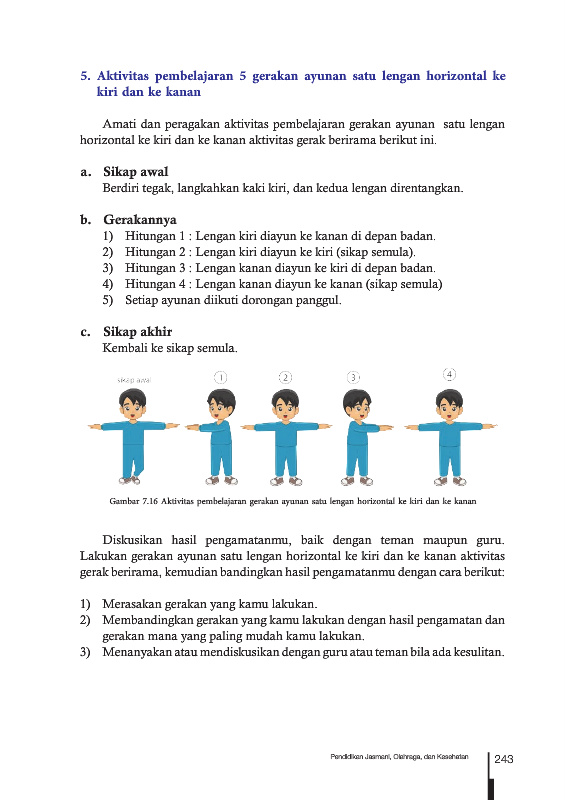 5. Aktivitas pembelajaran 5 gerakan ayunan satu lengan horizontal ke
kiri dan ke kanan
Amati dan peragakan aktivitas pembelajaran gerakan ayunan satu lengan
horizontal ke kiri dan ke kanan aktivitas gerak berirama berikut ini.
a. Sikap awal
Berdiri tegak, langkahkan kaki kiri, dan kedua lengan direntangkan.
b. Gerakannya
1) Hitungan 1 : Lengan kiri diayun ke kanan di depan badan.
2) Hitungan 2 : Lengan kiri diayun ke kiri (sikap semula).
3) Hitungan 3 : Lengan kanan diayun ke kiri di depan badan.
4) Hitungan 4 : Lengan kanan diayun ke kanan (sikap semula)
5) Setiap ayunan diikuti dorongan panggul.
c. Sikap akhir
Kembali ke sikap semula.
sikap awal 1 2 3 4
Gambar 7.16 Aktivitas pembelajaran gerakan ayunan satu lengan horizontal ke kiri dan ke kanan
Diskusikan hasil pengamatanmu, baik dengan teman maupun guru.
Lakukan gerakan ayunan satu lengan horizontal ke kiri dan ke kanan aktivitas
gerak berirama, kemudian bandingkan hasil pengamatanmu dengan cara berikut:
1) Merasakan gerakan yang kamu lakukan.
2) Membandingkan gerakan yang kamu lakukan dengan hasil pengamatan dan
gerakan mana yang paling mudah kamu lakukan.
3) Menanyakan atau mendiskusikan dengan guru atau teman bila ada kesulitan.
Pendidikan Jasmani, Olehraga, dan Kesehatan 243